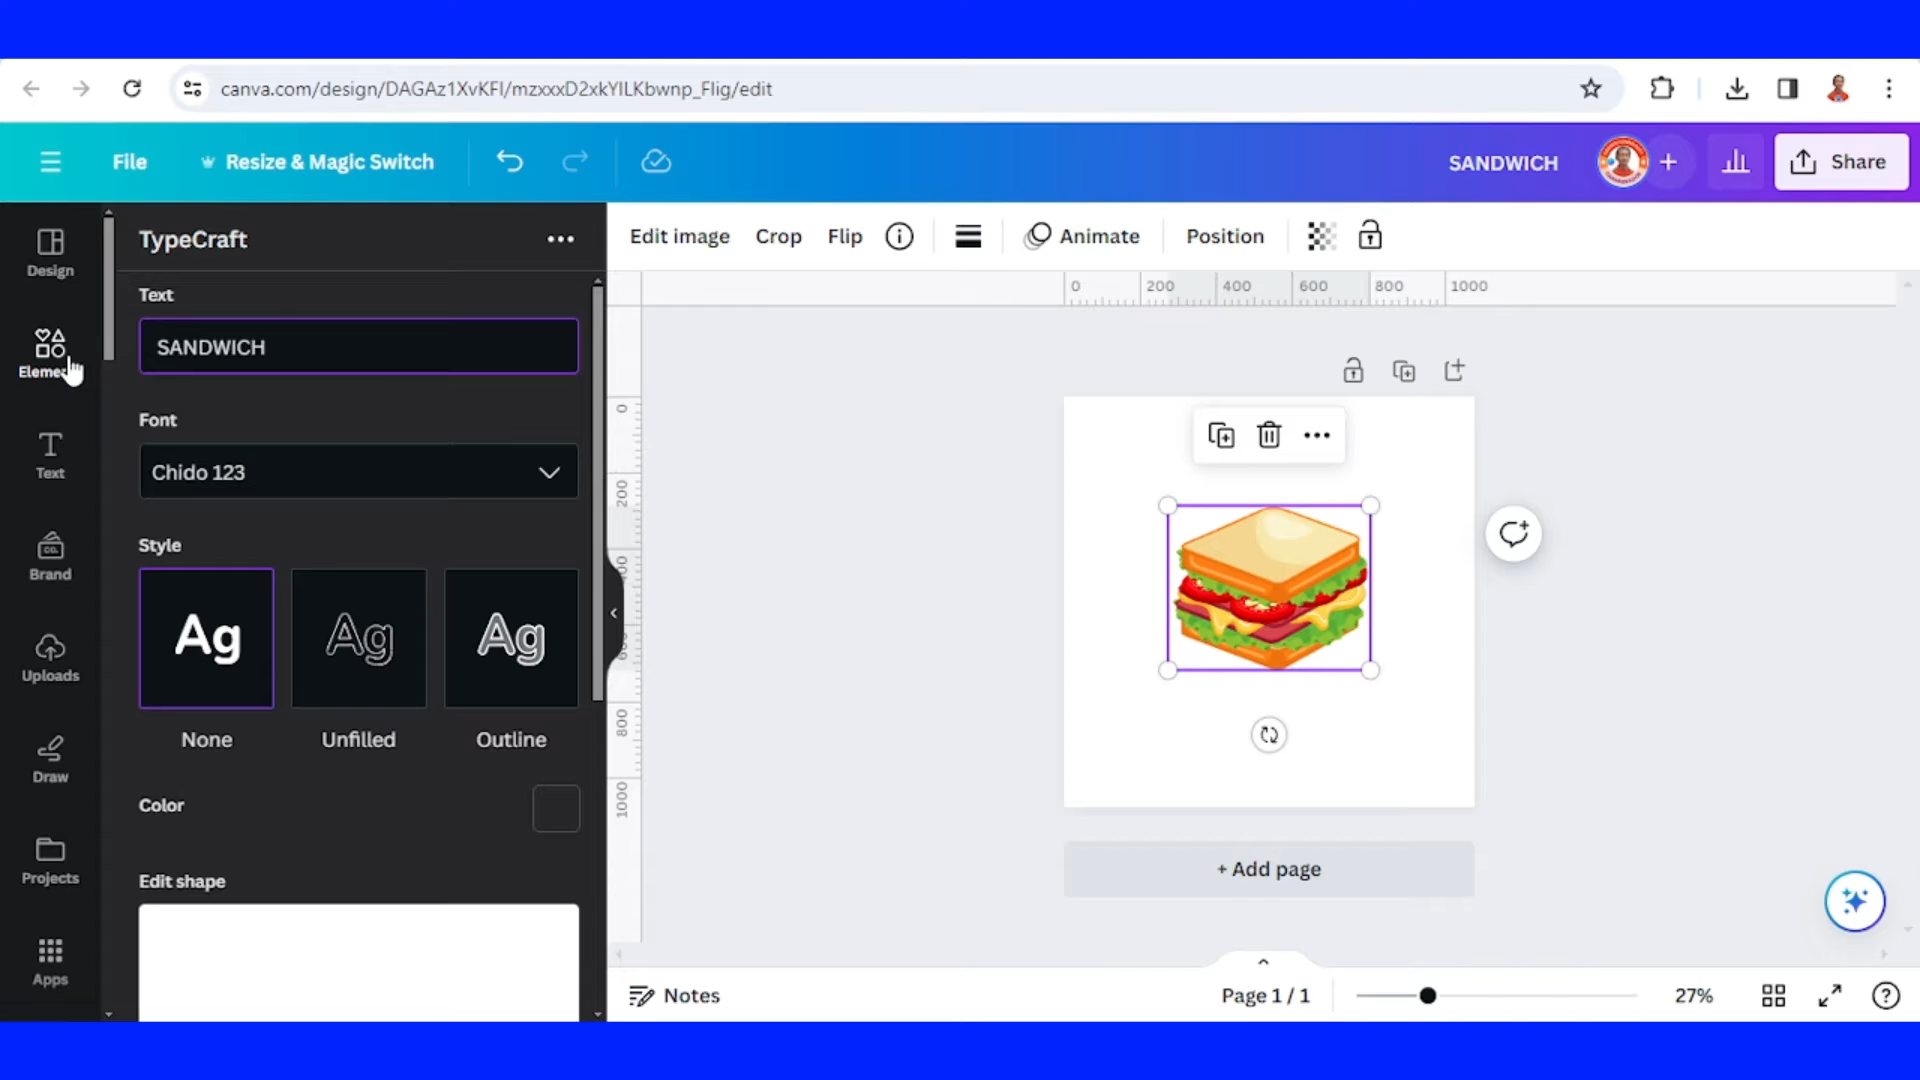 canva.com/design/DAGAz1XvKFI/mzxxxD2xkYlLKbwnp_Flig/edit
File
Resize & Magic Switch
SANDWICH
Share
Design
Elements
Text
Brand
CO.
Uploads
Draw
Projects
Apps
TypeCraft
Text
SANDWICH
Font
Chido 123
Style
Ag
Ag
Ag
None
Unfilled
Outline
Color
Edit shape
Edit image
Crop
Flip
Animate
Position
0 200 400 600 800 1000
0
200
800
1000
+ Add page
Notes
Page 1 / 1
27%